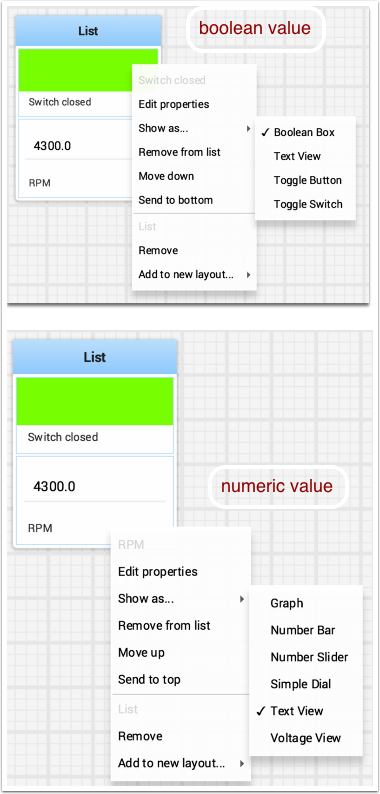 List
boolean value
Switch closed
Switch closed
Edit properties
4300.0
Show as...
✓ Boolean Box
Remove from list
Text View
RPM
Move down
Toggle Button
Send to bottom
Toggle Switch
List
Remove
Add to new layout...
List
Switch closed
4300.0
numeric value
RPM
RPM
Edit properties
Show as...
Graph
Remove from list
Number Bar
Move up
Number Slider
Send to top
Simple Dial
List
✓ Text View
Remove
Voltage View
Add to new layout...